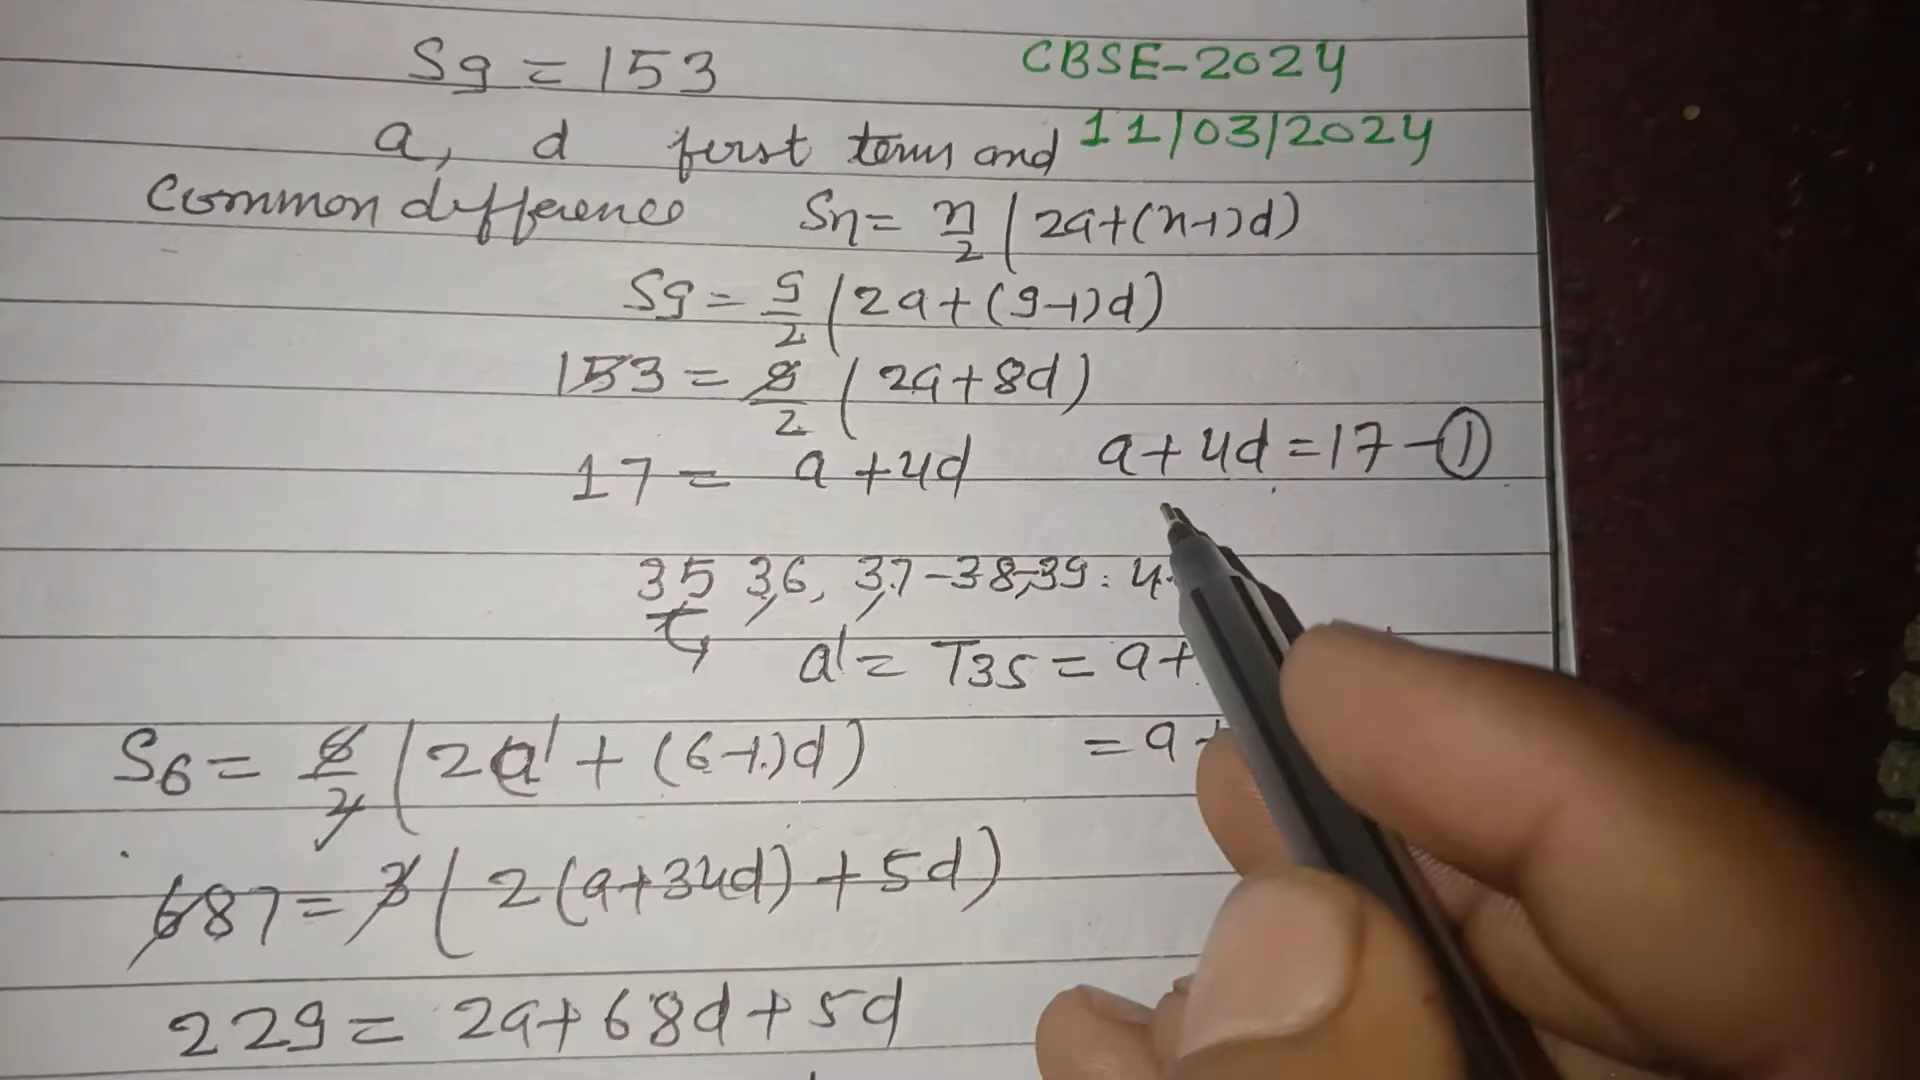 S9 = 153
CBSE-2024
a, d first term and
11/03/2024
Common difference Sn = n/2 (2a+(n-1)d)
S9 = 9/2 (2a+(9-1)d)
153 = 9/2 (2a+8d)
17 = a+4d a+4d=17-①
35 36, 37-38,39. 4
a' = T35 = a+
S6 = 6/2 (2a' + (6-1)d) = a+
687 = 3 (2(a+34d) + 5d)
229 = 2a+68d+5d